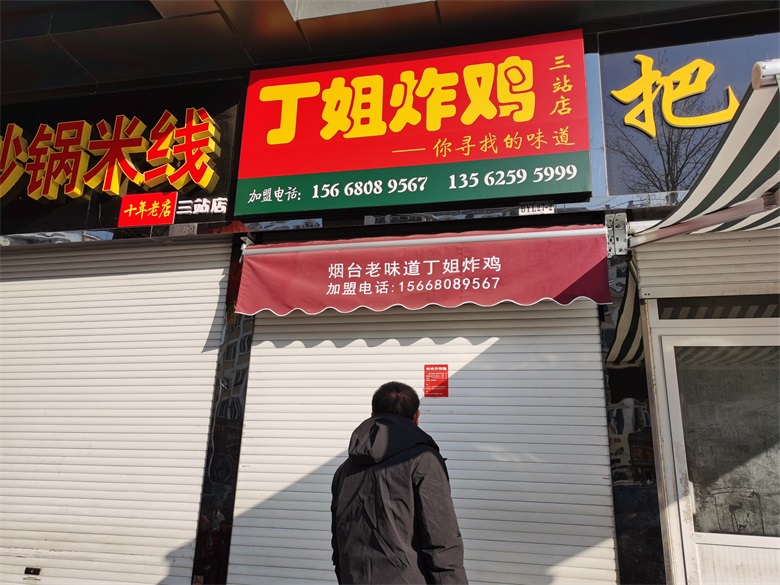 炒锅米线
十年老店 三站店
丁姐炸鸡
三站店
——你寻找的味道
加盟电话: 156 6808 9567 135 6259 5999
把
烟台老味道丁姐炸鸡
加盟电话:15668089567